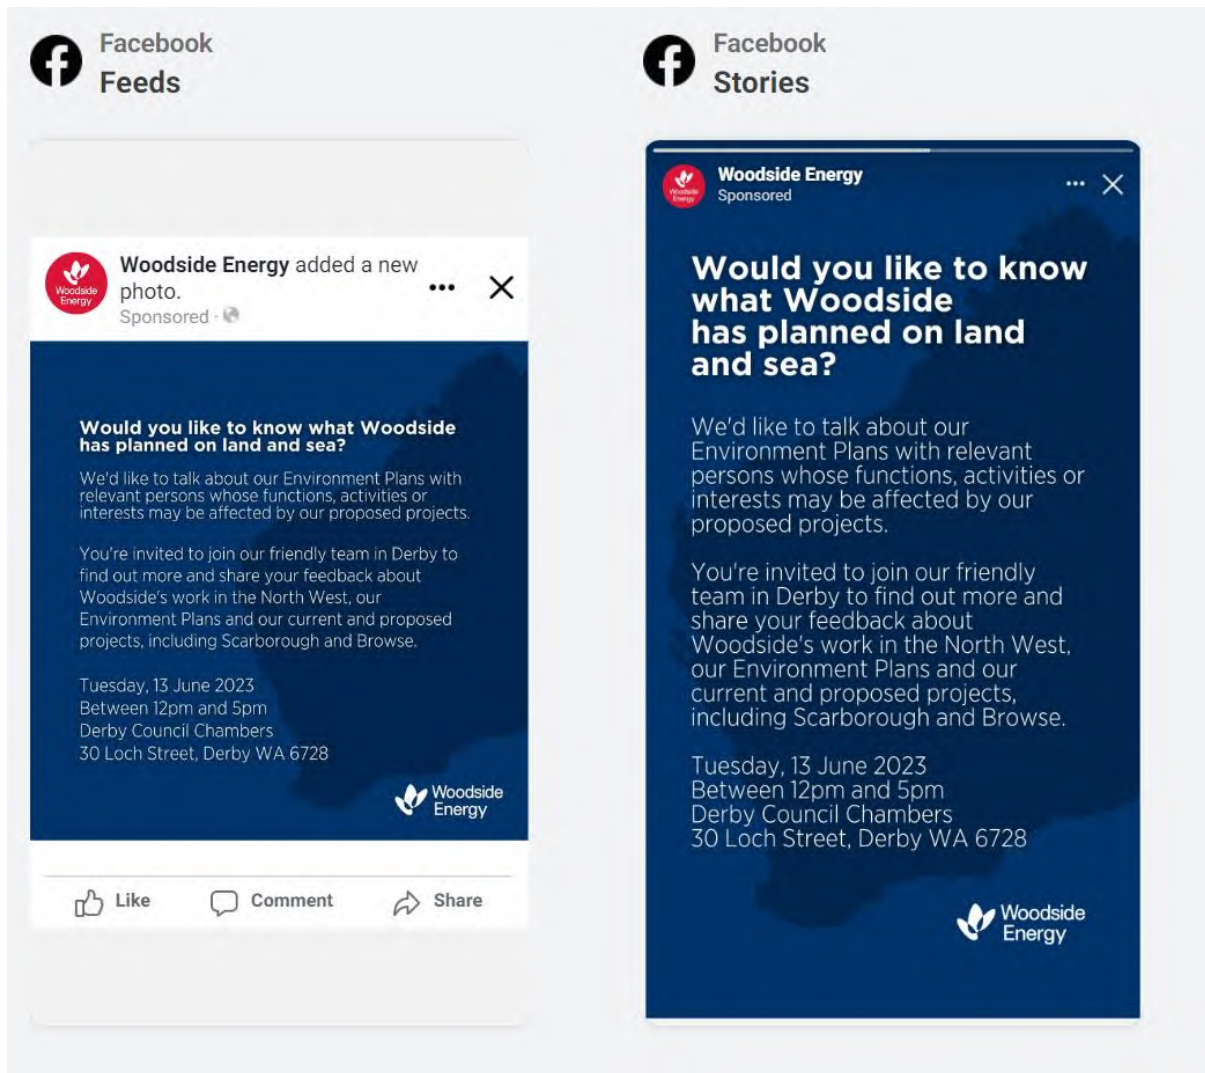 Facebook
Feeds
Woodside Energy added a new
photo.
Sponsored ·
Woodside
Energy
Would you like to know what Woodside
has planned on land and sea?
We'd like to talk about our Environment Plans with
relevant persons whose functions, activities or
interests may be affected by our proposed projects.
You're invited to join our friendly team in Derby to
find out more and share your feedback about
Woodside's work in the North West, our
Environment Plans and our current and proposed
projects, including Scarborough and Browse.
Tuesday, 13 June 2023
Between 12pm and 5pm
Derby Council Chambers
30 Loch Street, Derby WA 6728
Woodside
Energy
Like
Comment
Share
Facebook
Stories
Woodside
Energy
Woodside Energy
Sponsored
Would you like to know
what Woodside
has planned on land
and sea?
We'd like to talk about our
Environment Plans with relevant
persons whose functions, activities or
interests may be affected by our
proposed projects.
You're invited to join our friendly
team in Derby to find out more and
share your feedback about
Woodside's work in the North West,
our Environment Plans and our
current and proposed projects,
including Scarborough and Browse.
Tuesday, 13 June 2023
Between 12pm and 5pm
Derby Council Chambers
30 Loch Street, Derby WA 6728
Woodside
Energy